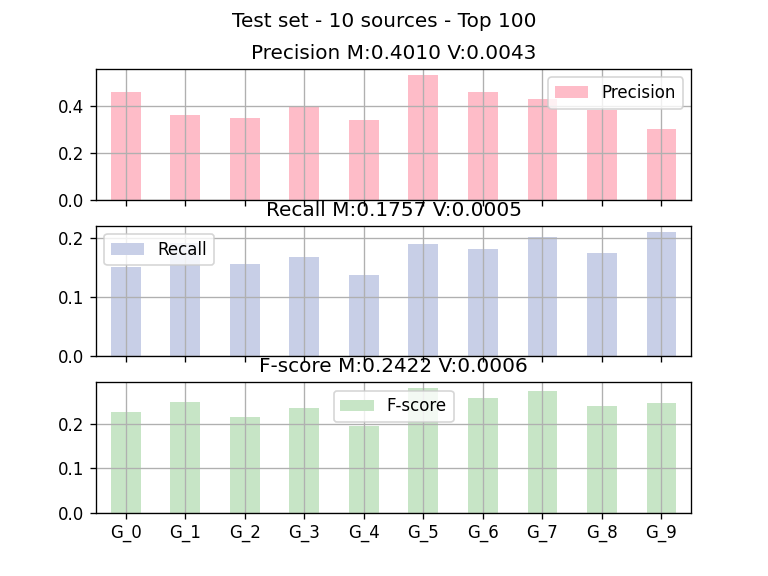 Test set - 10 sources - Top 100
Precision M:0.4010 V:0.0043
0.4
0.2
0.0
Precision
Recall M:0.1757 V:0.0005
0.2
0.1
0.0
Recall
F-score M:0.2422 V:0.0006
0.2
0.1
0.0
F-score
G_0 G_1 G_2 G_3 G_4 G_5 G_6 G_7 G_8 G_9